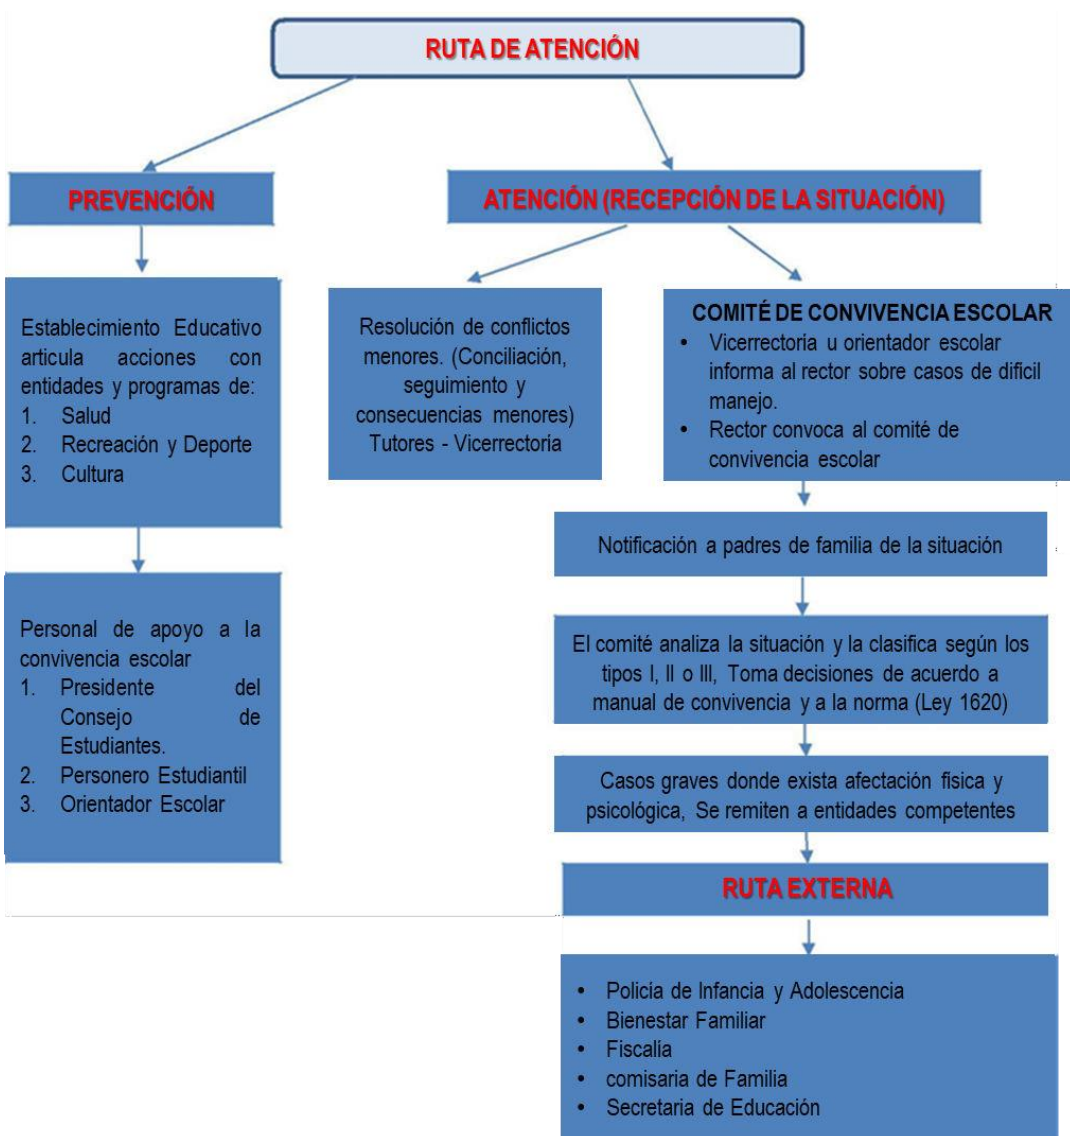 RUTA DE ATENCIÓN
PREVENCIÓN
Establecimiento Educativo
articula acciones con
entidades y programas de:
1. Salud
2. Recreación y Deporte
3. Cultura
Personal de apoyo a la
convivencia escolar
1. Presidente del
Consejo de
Estudiantes.
2. Personero Estudiantil
3. Orientador Escolar
ATENCIÓN (RECEPCIÓN DE LA SITUACIÓN)
Resolución de conflictos
menores. (Conciliación,
seguimiento y
consecuencias menores)
Tutores - Vicerrectoria
COMITÉ DE CONVIVENCIA ESCOLAR
• Vicerrectoria u orientador escolar
informa al rector sobre casos de difícil
manejo.
• Rector convoca al comité de
convivencia escolar
Notificación a padres de familia de la situación
El comité analiza la situación y la clasifica según los
tipos I, II o III, Toma decisiones de acuerdo a
manual de convivencia y a la norma (Ley 1620)
Casos graves donde exista afectación física y
psicológica, Se remiten a entidades competentes
RUTA EXTERNA
• Policía de Infancia y Adolescencia
• Bienestar Familiar
• Fiscalía
• comisaria de Familia
• Secretaria de Educación